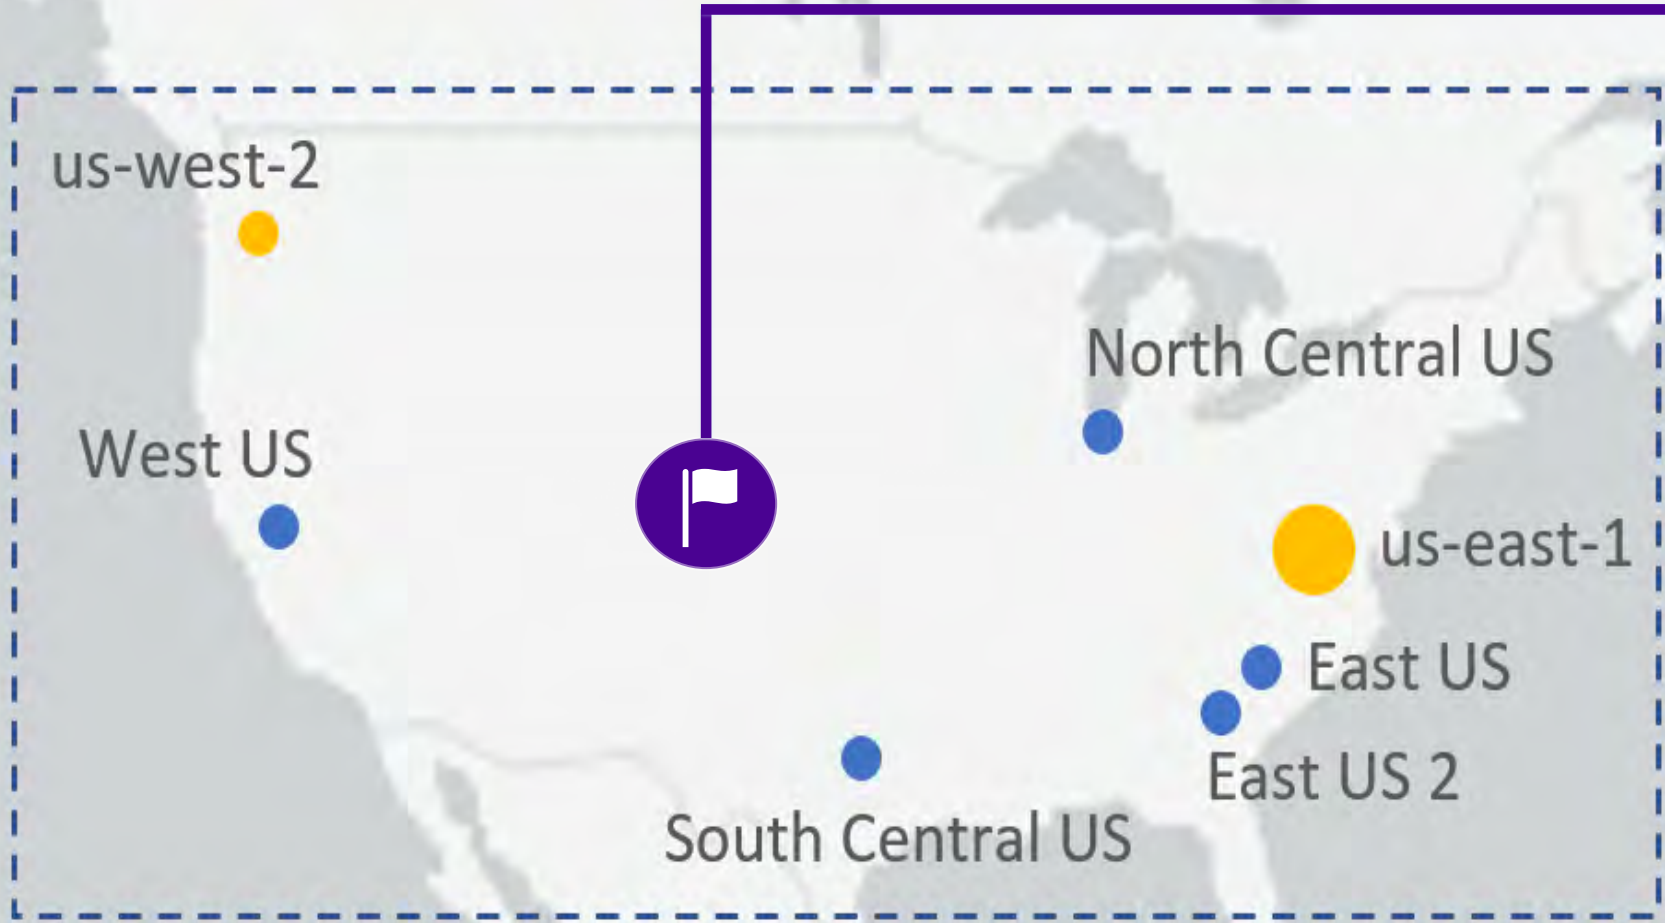 us-west-2
North Central US
West US
us-east-1
East US
East US 2
South Central US